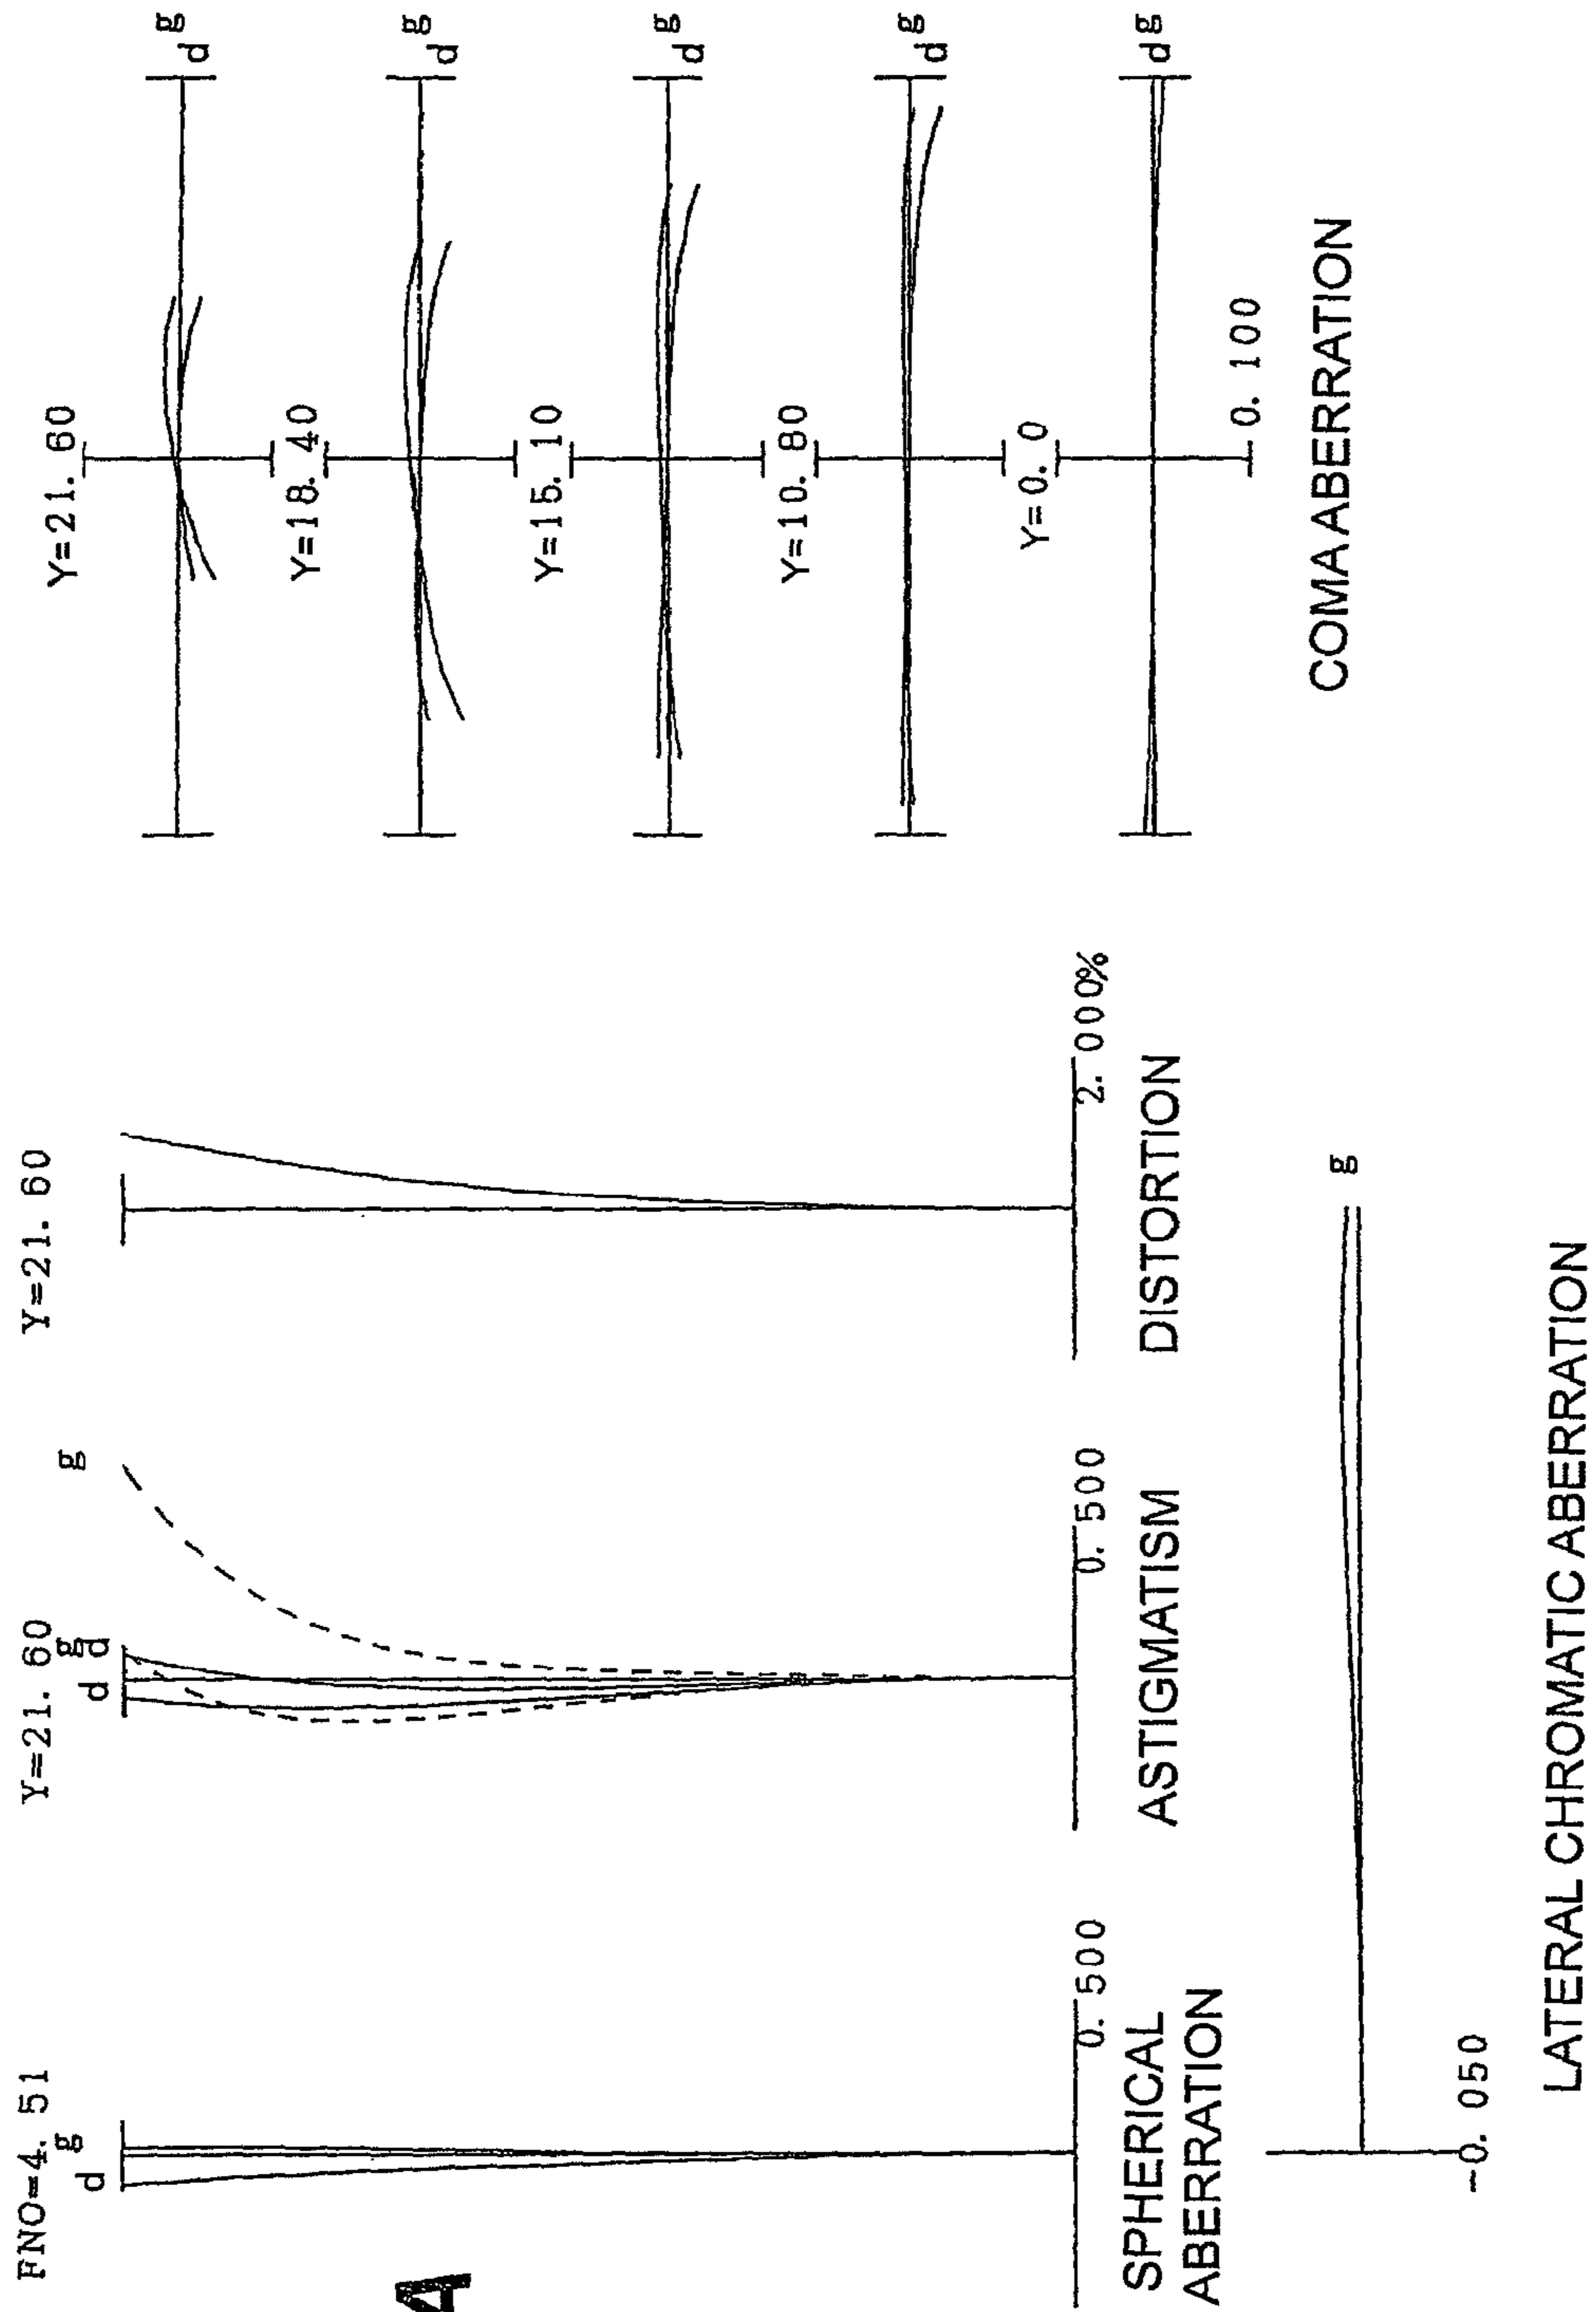 A
FNO=4.51
d g
0.500
SPHERICAL
ABERRATION
Y=21.60
d g d
g
0.500
ASTIGMATISM
Y=21.60
2.000%
DISTORTION
Y=21.60
d g
Y=18.40
d g
Y=15.10
d g
Y=10.80
d g
Y=0.0
d g
0.100
COMA ABERRATION
g
-0.050
LATERAL CHROMATIC ABERRATION